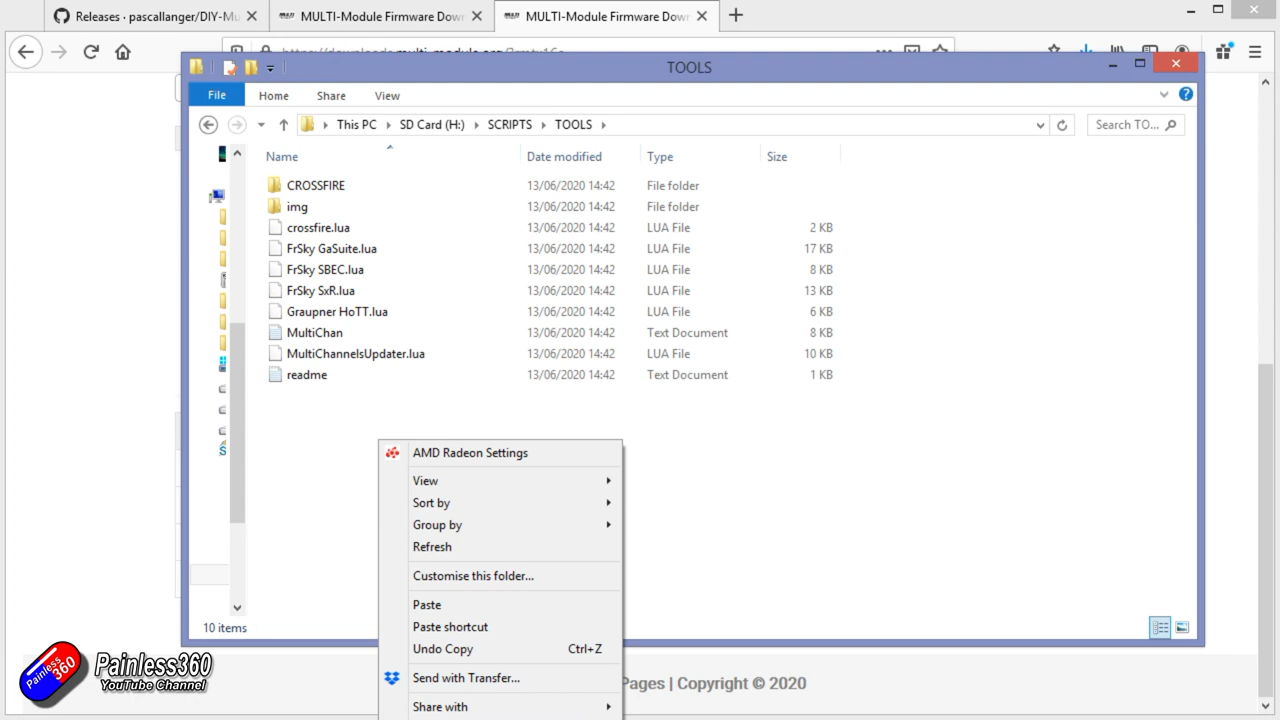 Releases · pascallanger/DIY-Mu
MULTI-Module Firmware Down
MULTI-Module Firmware Down
TOOLS
File
Home
Share
View
This PC
SD Card (H:)
SCRIPTS
TOOLS
Search TO...
Name
Date modified
Type
Size
CROSSFIRE 13/06/2020 14:42 File folder
img 13/06/2020 14:42 File folder
crossfire.lua 13/06/2020 14:42 LUA File 2 KB
FrSky GaSuite.lua 13/06/2020 14:42 LUA File 17 KB
FrSky SBEC.lua 13/06/2020 14:42 LUA File 8 KB
FrSky SxR.lua 13/06/2020 14:42 LUA File 13 KB
Graupner HoTT.lua 13/06/2020 14:42 LUA File 6 KB
MultiChan 13/06/2020 14:42 Text Document 8 KB
MultiChannelsUpdater.lua 13/06/2020 14:42 LUA File 10 KB
readme 13/06/2020 14:42 Text Document 1 KB
AMD Radeon Settings
View
Sort by
Group by
Refresh
Customise this folder...
Paste
Paste shortcut
Undo Copy Ctrl+Z
Send with Transfer...
Share with
10 items
Pages | Copyright © 2020
Painless 360
Painless360
YouTube Channel